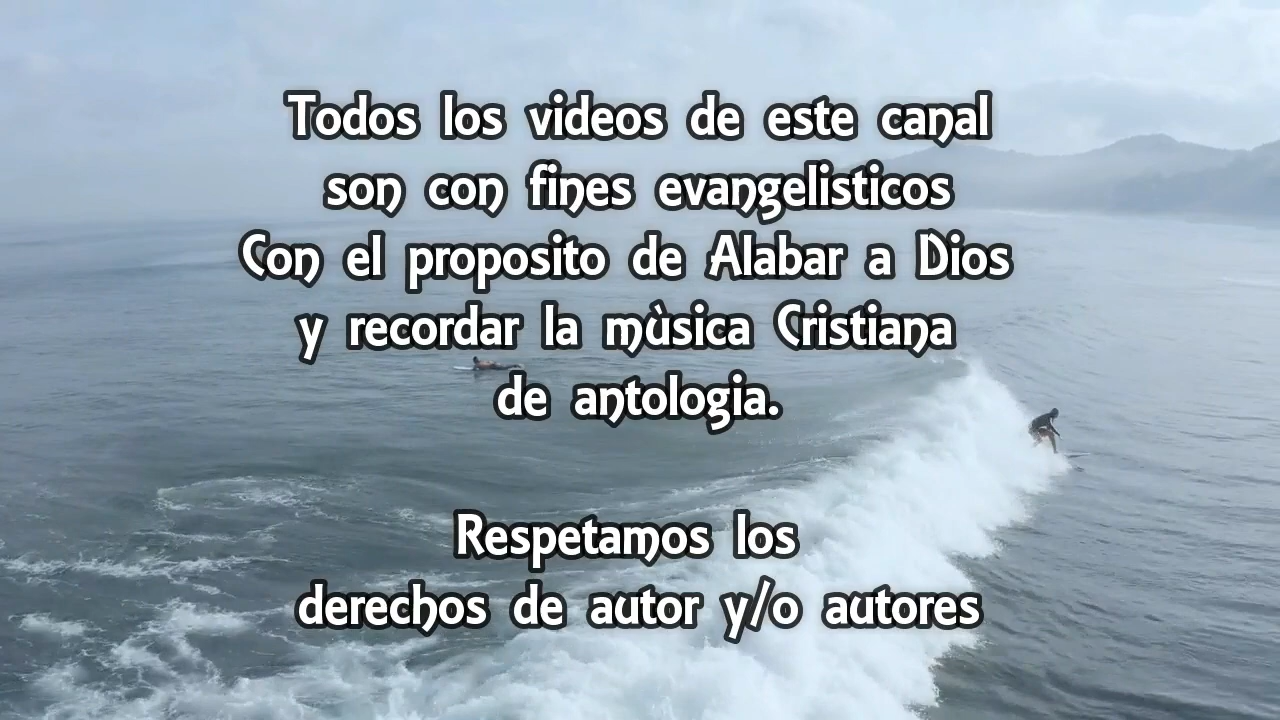 Todos los videos de este canal
son con fines evangelisticos
Con el proposito de Alabar a Dios
y recordar la mùsica Cristiana
de antologia.
Respetamos los
derechos de autor y/o autores